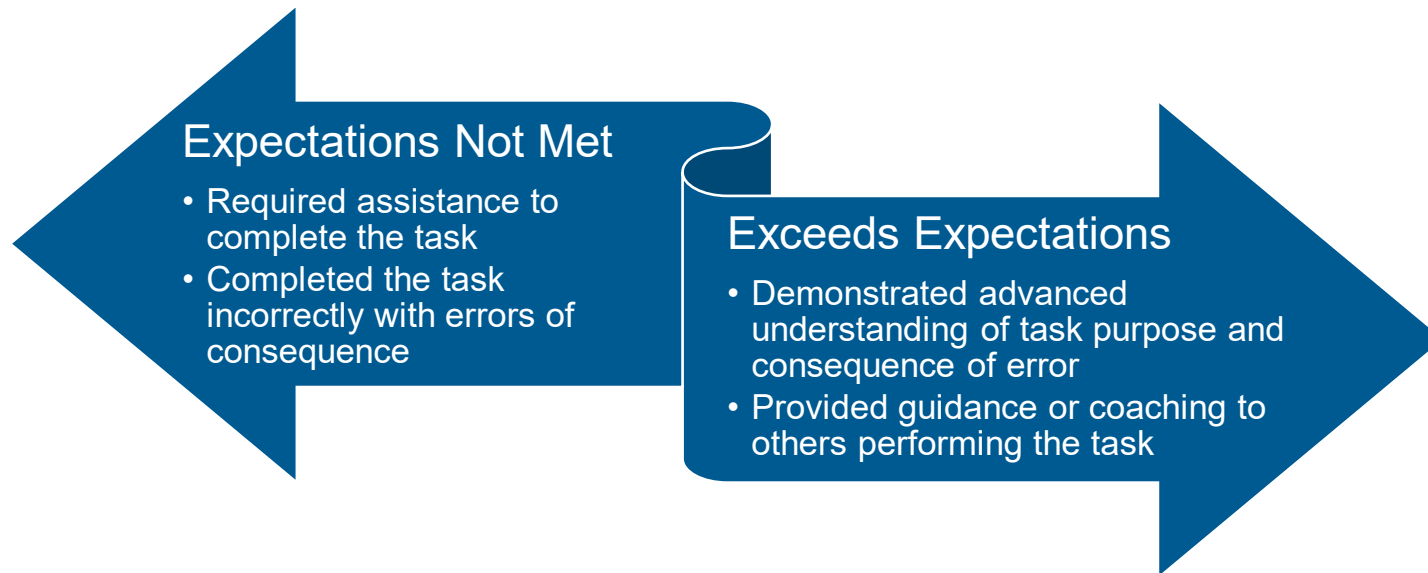 Expectations Not Met
• Required assistance to
complete the task
• Completed the task
incorrectly with errors of
consequence
Exceeds Expectations
• Demonstrated advanced
understanding of task purpose and
consequence of error
• Provided guidance or coaching to
others performing the task